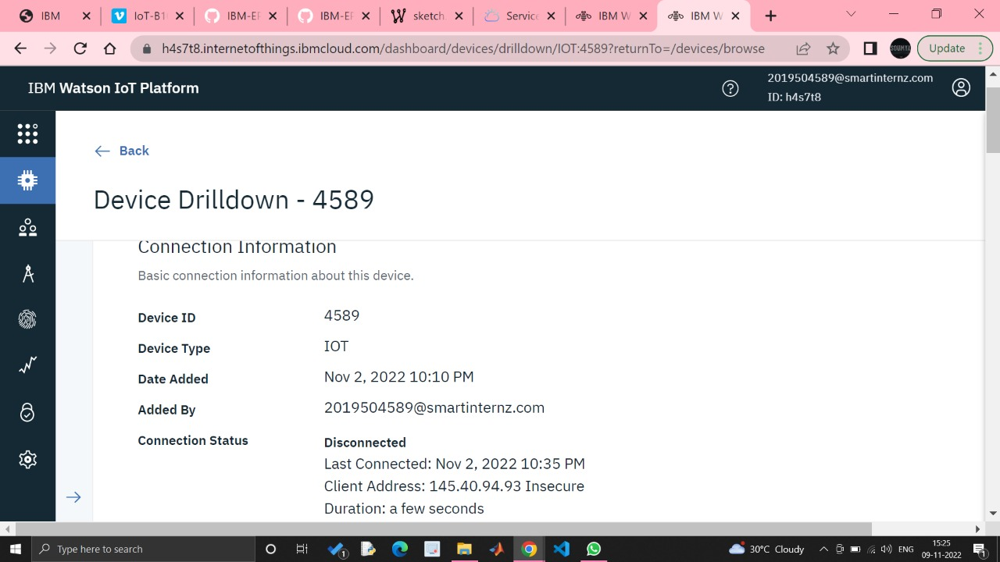 IBM
IoT-B1
IBM-EF
IBM-EF
sketch.
Service
IBM W
IBM W
h4s7t8.internetofthings.ibmcloud.com/dashboard/devices/drilldown/IOT:4589?returnTo=/devices/browse
SOUMYA
Update
IBM Watson IoT Platform
2019504589@smartinternz.com
ID: h4s7t8
Back
Device Drilldown - 4589
Connection Information
Basic connection information about this device.
Device ID 4589
Device Type IOT
Date Added Nov 2, 2022 10:10 PM
Added By 2019504589@smartinternz.com
Connection Status Disconnected
Last Connected: Nov 2, 2022 10:35 PM
Client Address: 145.40.94.93 Insecure
Duration: a few seconds
Type here to search
1
30°C Cloudy
ENG
15:25
09-11-2022
1